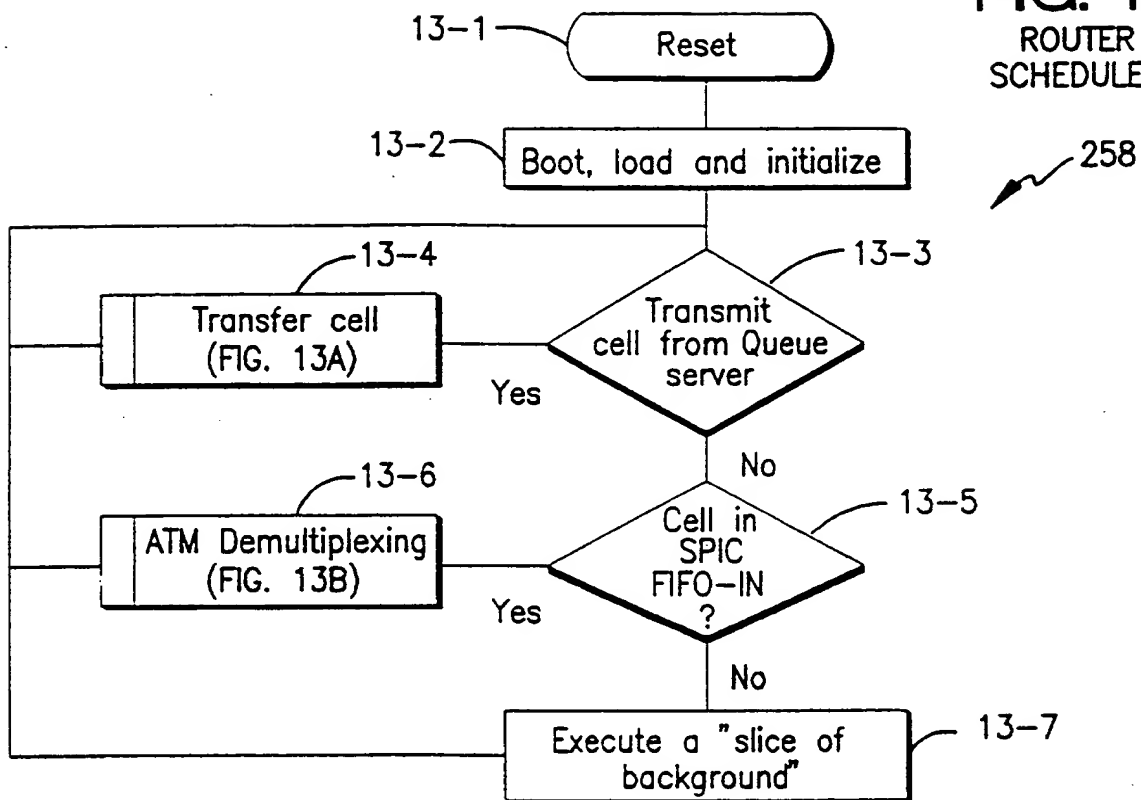 13-1
Reset
ROUTER
13-2
Boot, load and initialize
258
13-4
13-3
Transfer cell
(FIG. 13A)
Transmit
cell from Queue
server
Yes
No
13-6
13-5
ATM Demultiplexing
(FIG. 13B)
Cell in
SPIC
FIFO-IN
?
Yes
No
13-7
Execute a "slice of
background"